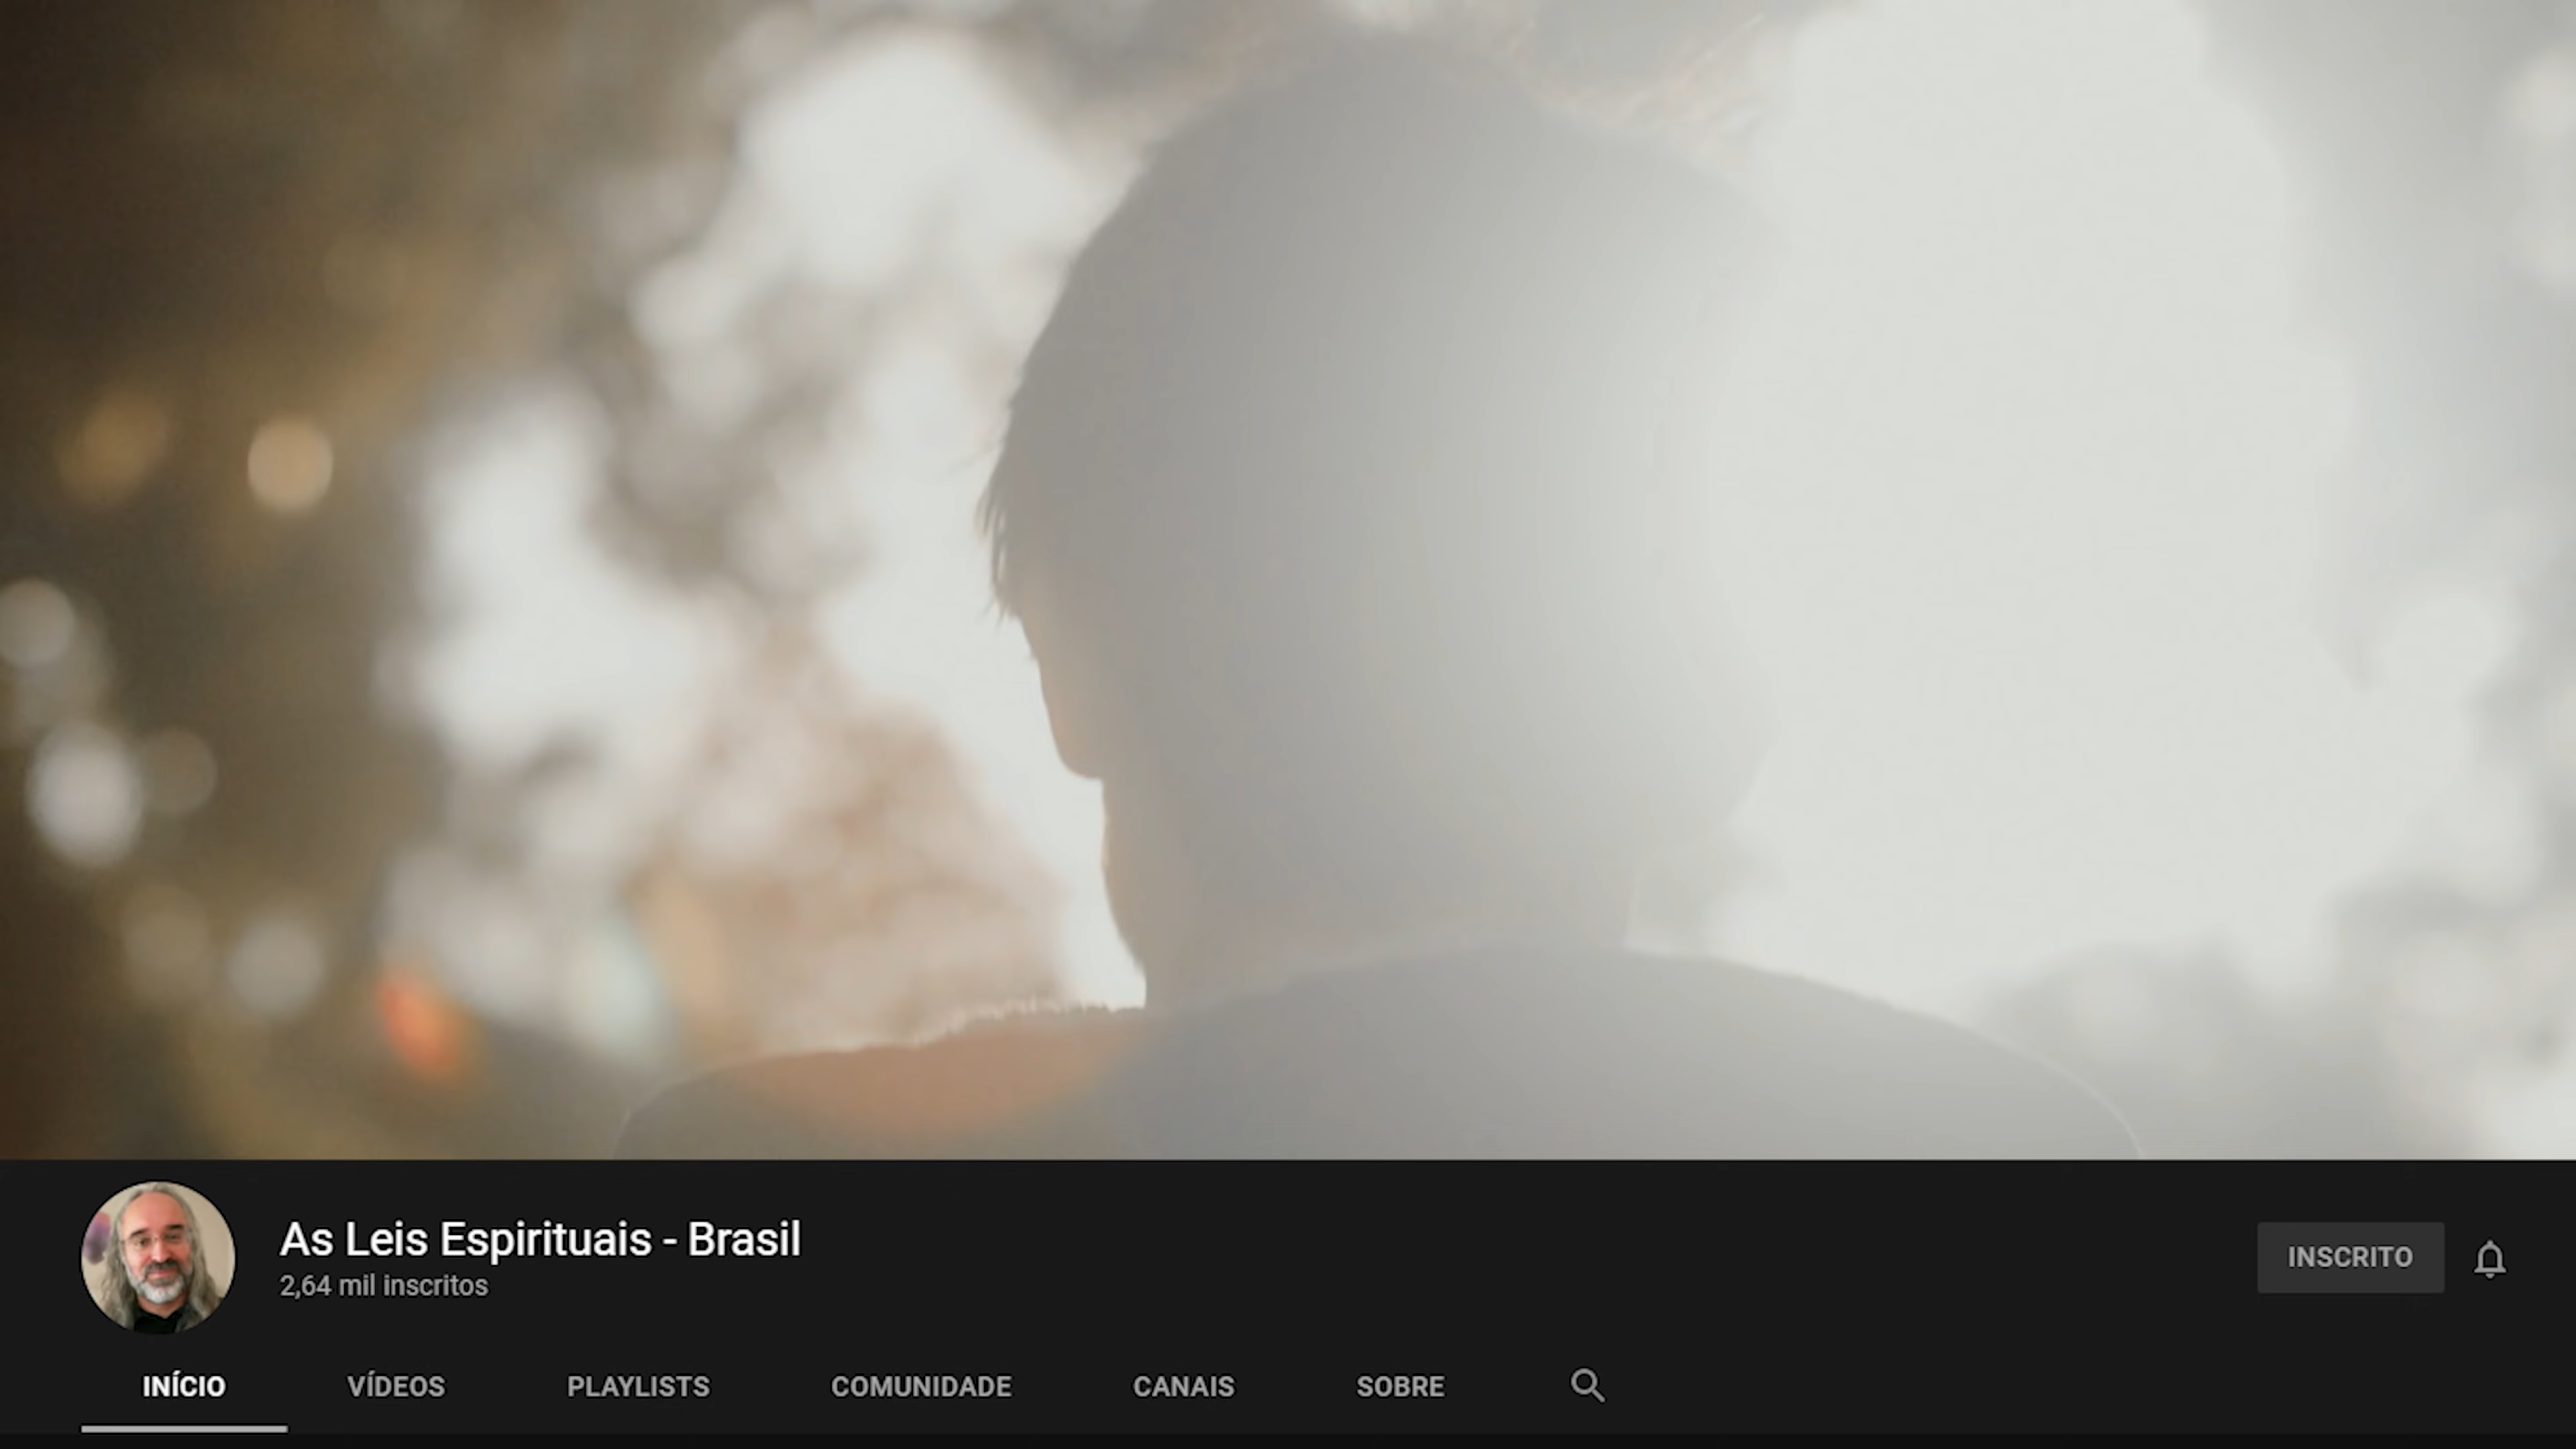 As Leis Espirituais - Brasil
2,64 mil inscritos
INSCRITO
INÍCIO VÍDEOS PLAYLISTS COMUNIDADE CANAIS SOBRE